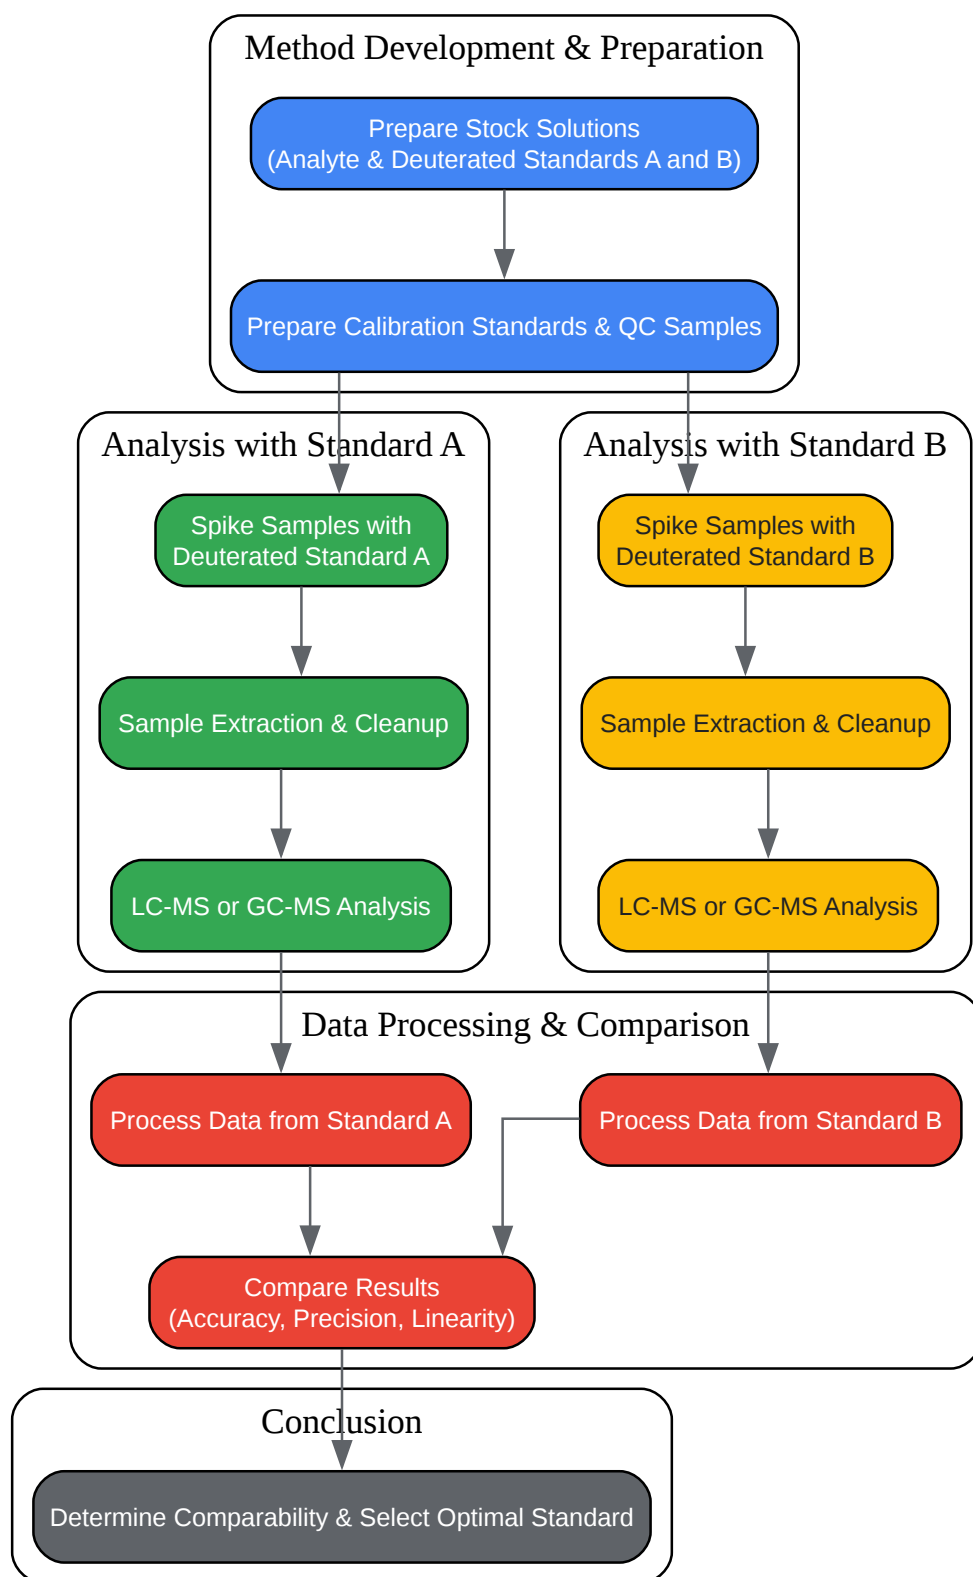 Method Development & Preparation
Prepare Stock Solutions
(Analyte & Deuterated Standards A and B)
Prepare Calibration Standards & QC Samples
Analysis with Standard A
Spike Samples with
Deuterated Standard A
Sample Extraction & Cleanup
LC-MS or GC-MS Analysis
Analysis with Standard B
Spike Samples with
Deuterated Standard B
Sample Extraction & Cleanup
LC-MS or GC-MS Analysis
Data Processing & Comparison
Process Data from Standard A
Process Data from Standard B
Compare Results
(Accuracy, Precision, Linearity)
Conclusion
Determine Comparability & Select Optimal Standard